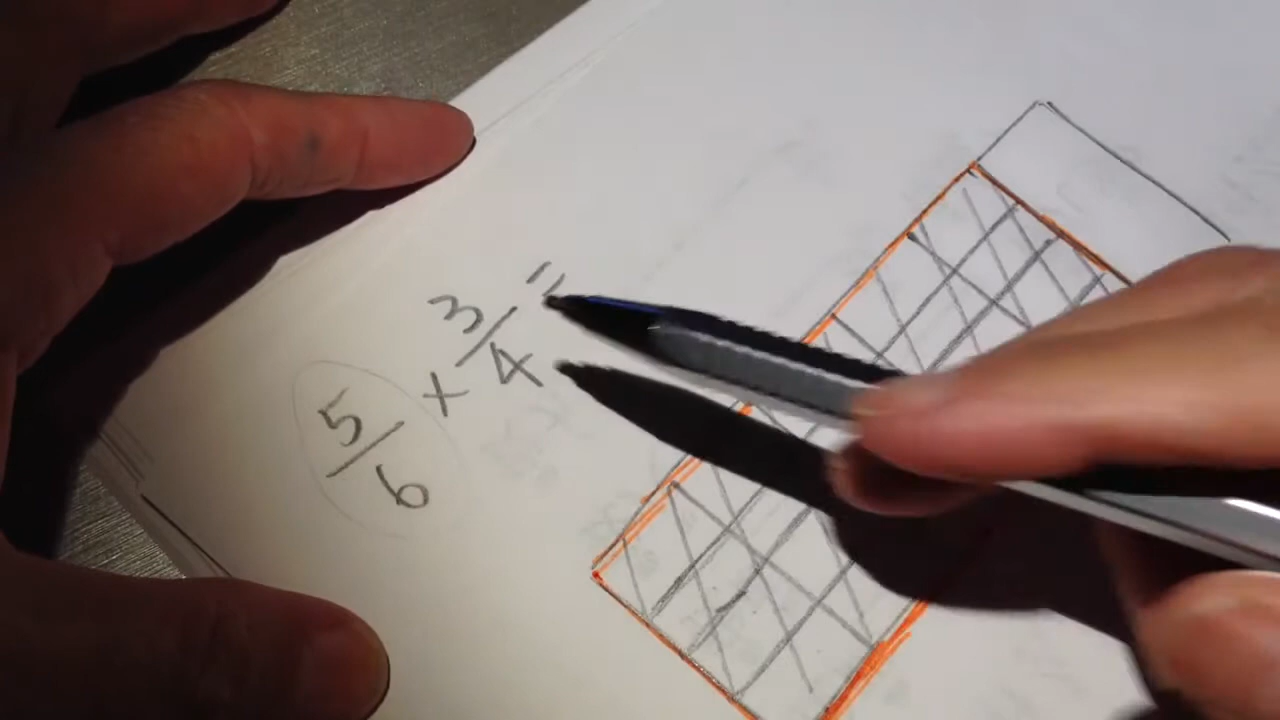 5/6 × 3/4 =